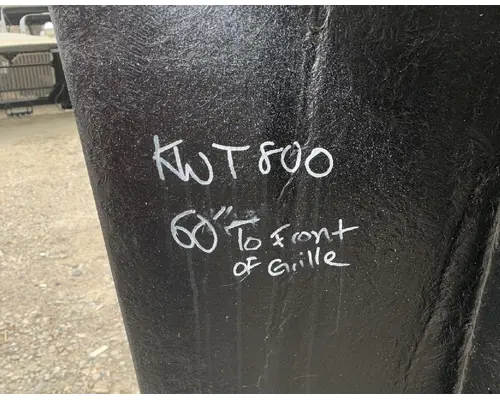 KWT800
60" To Front
of Grille